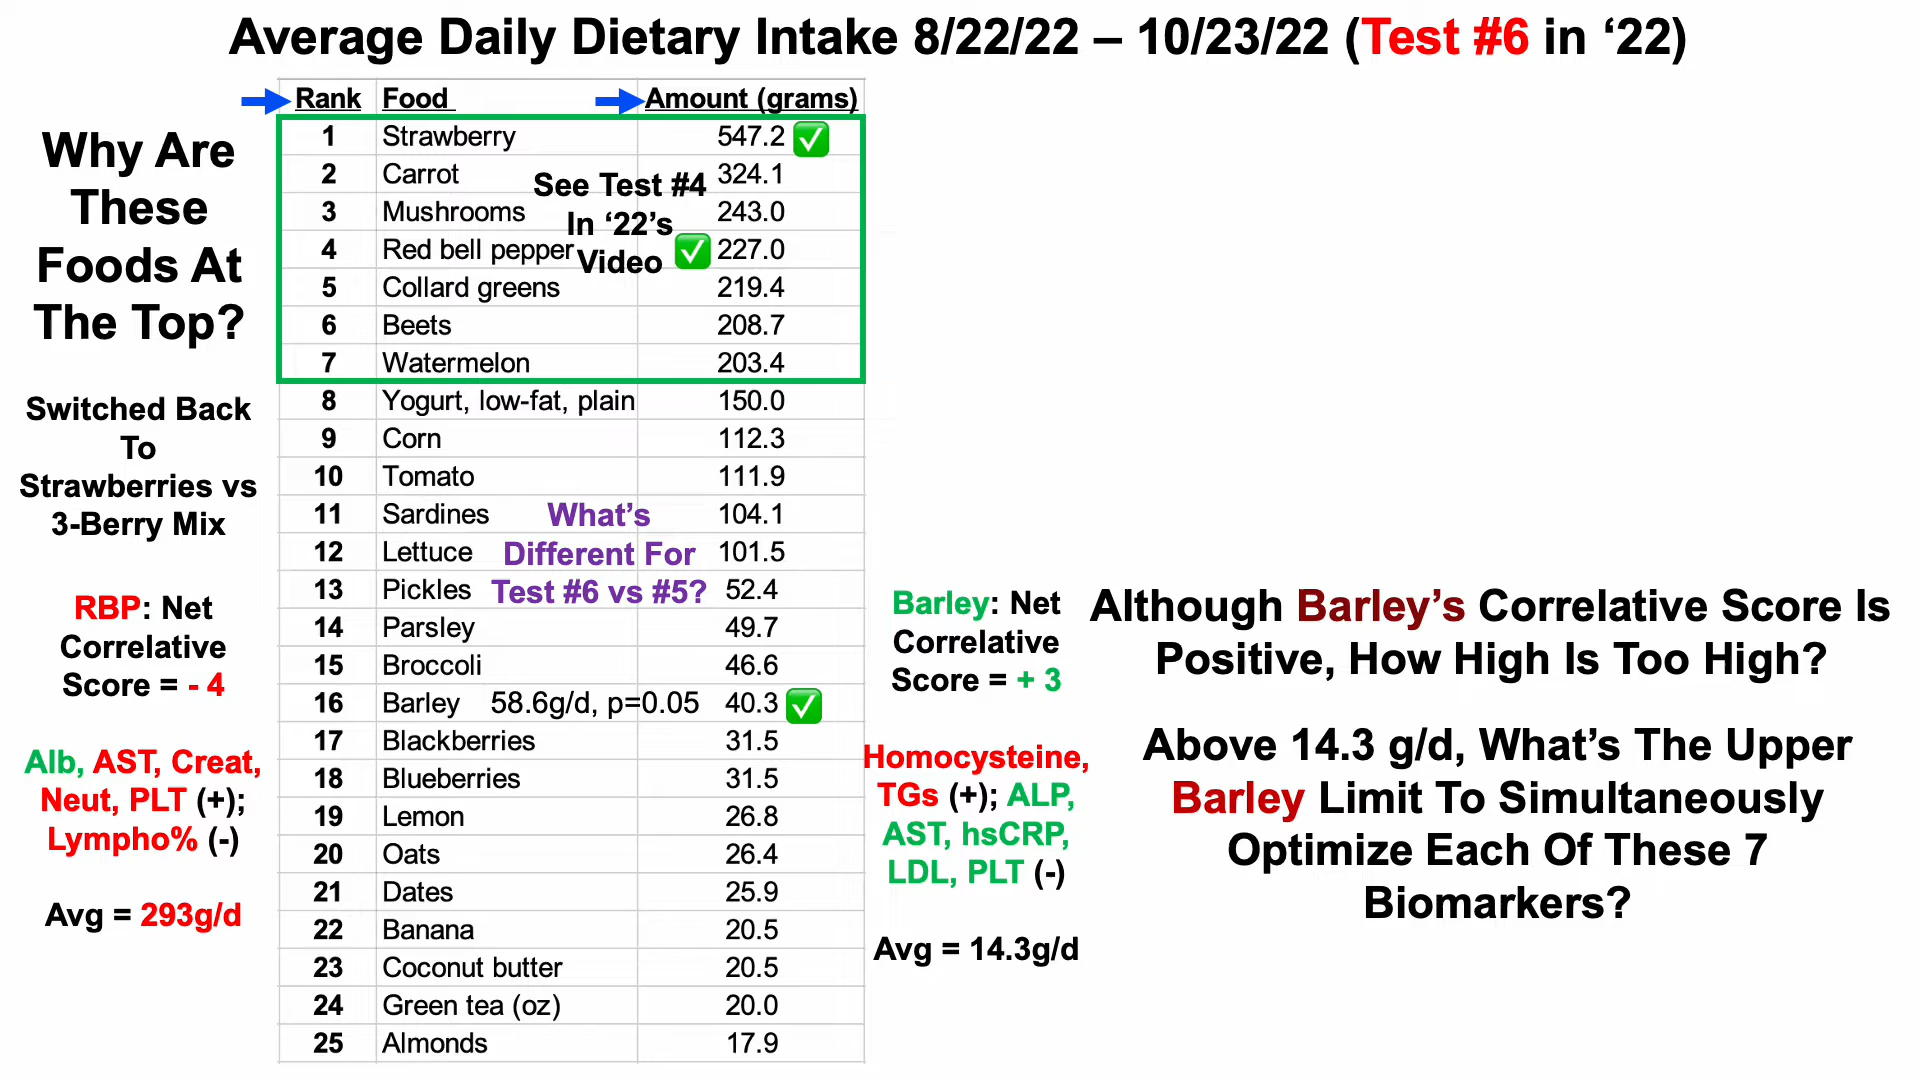 Average Daily Dietary Intake 8/22/22 – 10/23/22 (Test #6 in ‘22)
Why Are
These
Foods At
The Top?
Switched Back
To
Strawberries vs
3-Berry Mix
RBP: Net
Correlative
Score = - 4
Alb, AST, Creat,
Neut, PLT (+);
Lympho% (-)
Avg = 293g/d
Rank Food Amount (grams)
1 Strawberry 547.2
2 Carrot 324.1
3 Mushrooms 243.0
4 Red bell pepper 227.0
5 Collard greens 219.4
6 Beets 208.7
7 Watermelon 203.4
8 Yogurt, low-fat, plain 150.0
9 Corn 112.3
10 Tomato 111.9
11 Sardines 104.1
12 Lettuce 101.5
13 Pickles 52.4
14 Parsley 49.7
15 Broccoli 46.6
16 Barley 58.6g/d, p=0.05 40.3
17 Blackberries 31.5
18 Blueberries 31.5
19 Lemon 26.8
20 Oats 26.4
21 Dates 25.9
22 Banana 20.5
23 Coconut butter 20.5
24 Green tea (oz) 20.0
25 Almonds 17.9
See Test #4
In ‘22’s
Video
What’s
Different For
Test #6 vs #5?
Barley: Net
Correlative
Score = + 3
Homocysteine,
TGs (+); ALP,
AST, hsCRP,
LDL, PLT (-)
Avg = 14.3g/d
Although Barley’s Correlative Score Is
Positive, How High Is Too High?
Above 14.3 g/d, What’s The Upper
Barley Limit To Simultaneously
Optimize Each Of These 7
Biomarkers?